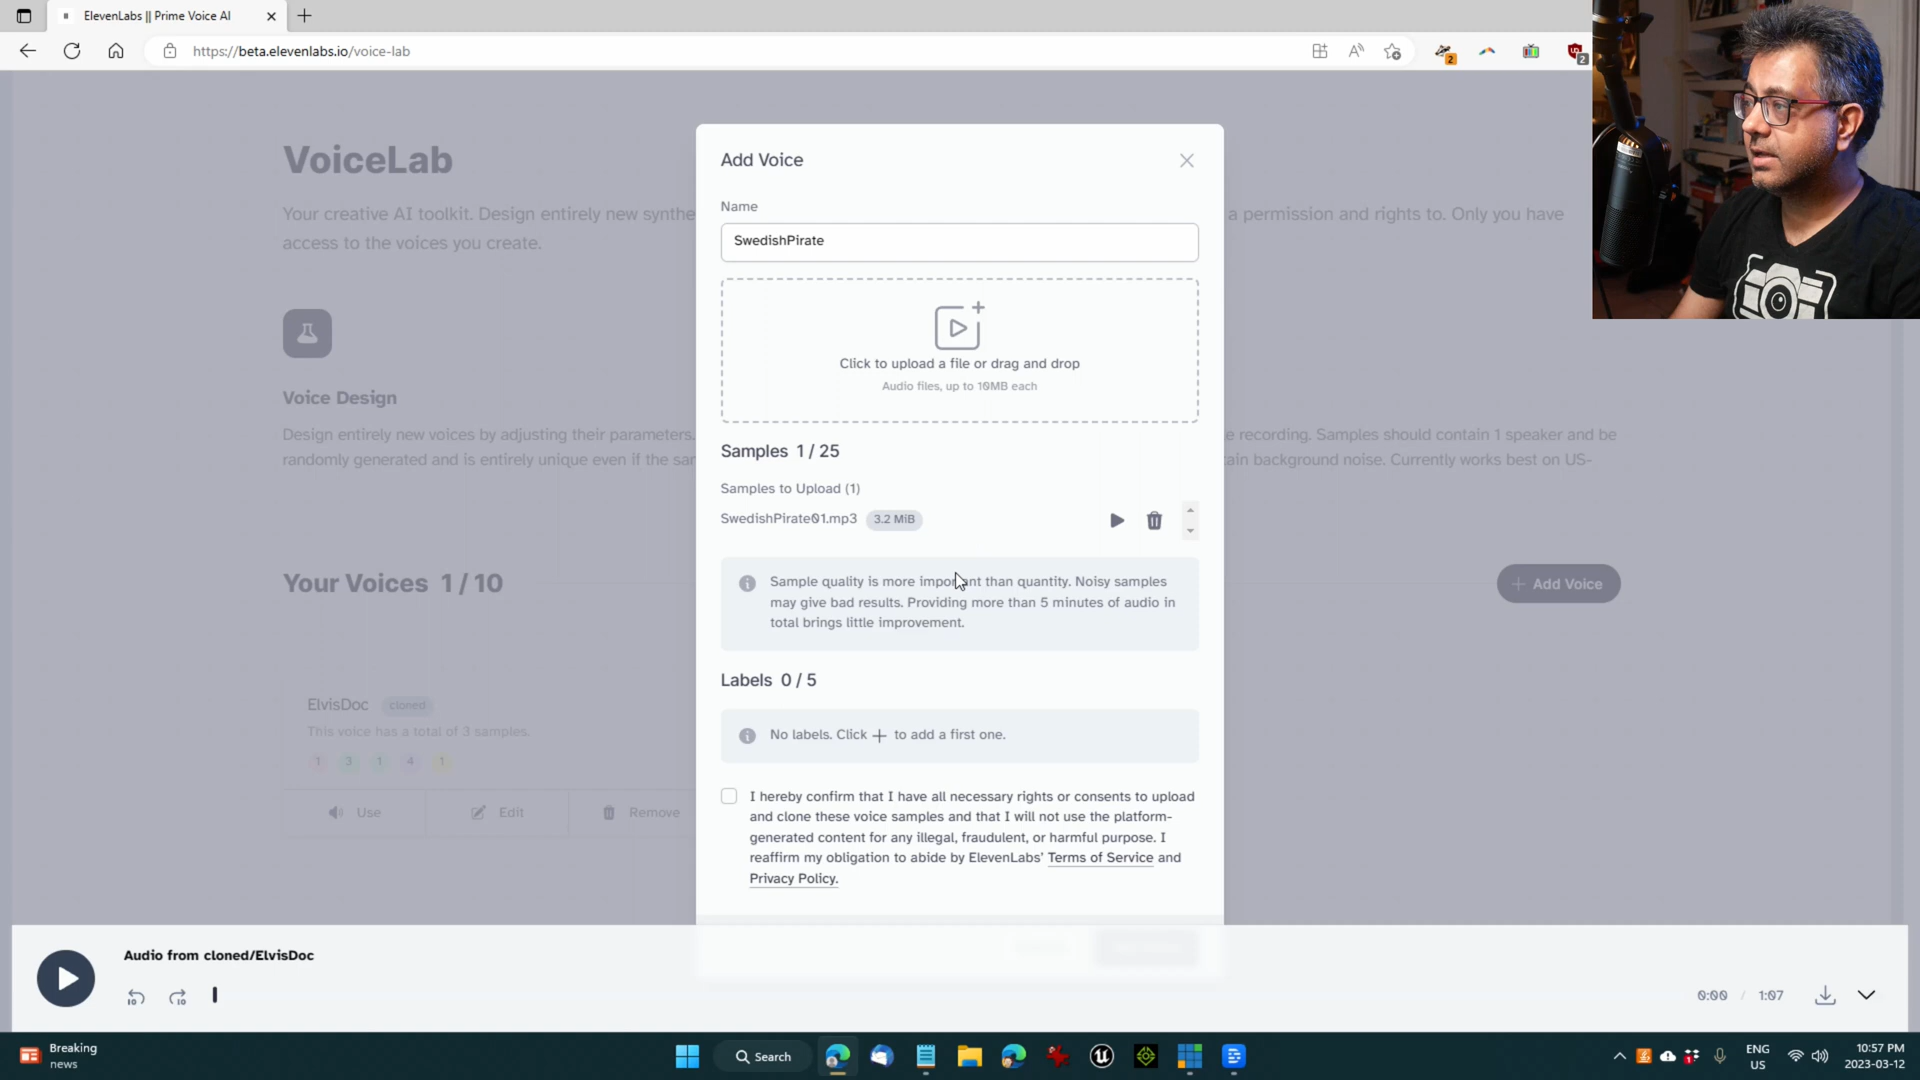 ElevenLabs || Prime Voice AI
https://beta.elevenlabs.io/voice-lab
2
2
VoiceLab
Your creative AI toolkit. Design entirely new synthe
a permission and rights to. Only you have
access to the voices you create.
Voice Design
Design entirely new voices by adjusting their parameters.
e recording. Samples should contain 1 speaker and be
randomly generated and is entirely unique even if the sar
tain background noise. Currently works best on US-
Your Voices 1 / 10
+ Add Voice
ElvisDoc cloned
This voice has a total of 3 samples.
1 3 1 4 1
Use Edit Remove
Add Voice
Name
SwedishPirate
Click to upload a file or drag and drop
Audio files, up to 10MB each
Samples 1 / 25
Samples to Upload (1)
SwedishPirate01.mp3 3.2 MiB
Sample quality is more important than quantity. Noisy samples
may give bad results. Providing more than 5 minutes of audio in
total brings little improvement.
Labels 0 / 5
No labels. Click + to add a first one.
I hereby confirm that I have all necessary rights or consents to upload
and clone these voice samples and that I will not use the platform-
generated content for any illegal, fraudulent, or harmful purpose. I
reaffirm my obligation to abide by ElevenLabs' Terms of Service and
Privacy Policy.
Audio from cloned/ElvisDoc
10 10
0:00 / 1:07
Breaking
news
Search
ENG
US
10:57 PM
2023-03-12